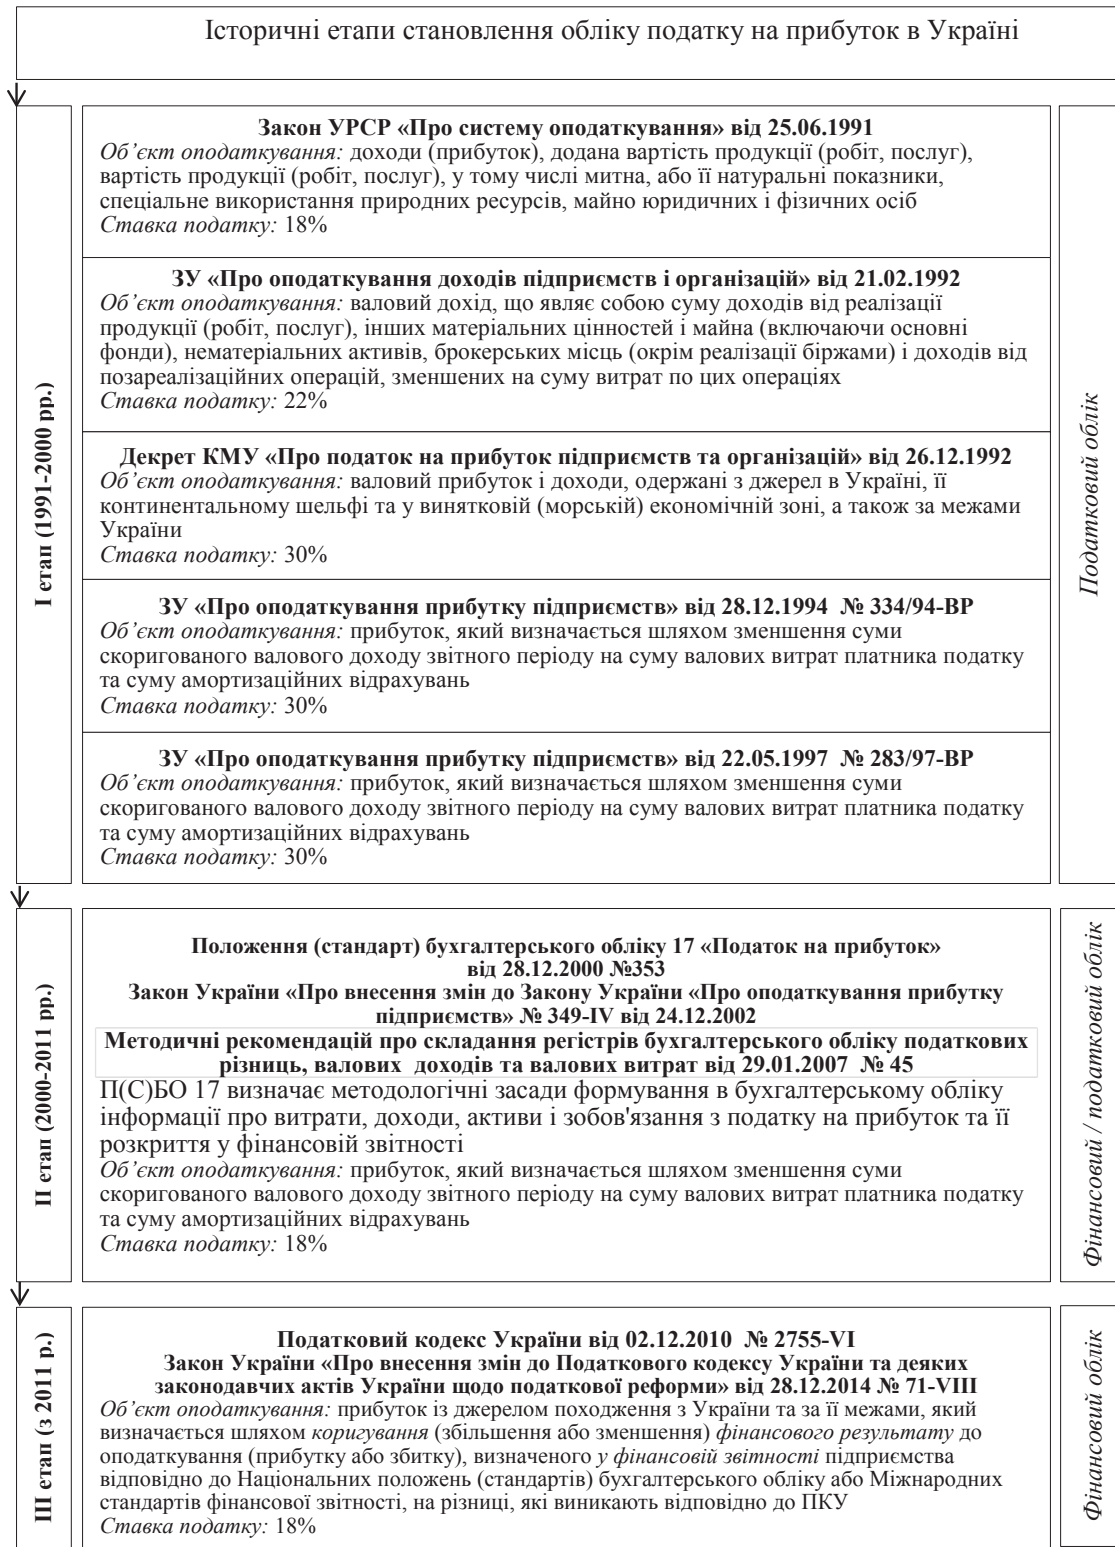 Історичні етапи становлення обліку податку на прибуток в Україні
І етап (1991-2000 рр.)
Закон УРСР «Про систему оподаткування» від 25.06.1991
Об’єкт оподаткування: доходи (прибуток), додана вартість продукції (робіт, послуг),
вартість продукції (робіт, послуг), у тому числі митна, або її натуральні показники,
спеціальне використання природних ресурсів, майно юридичних і фізичних осіб
Ставка податку: 18%
ЗУ «Про оподаткування доходів підприємств і організацій» від 21.02.1992
Об’єкт оподаткування: валовий дохід, що являє собою суму доходів від реалізації
продукції (робіт, послуг), інших матеріальних цінностей і майна (включаючи основні
фонди), нематеріальних активів, брокерських місць (окрім реалізації біржами) і доходів від
позареалізаційних операцій, зменшених на суму витрат по цих операціях
Ставка податку: 22%
Декрет КМУ «Про податок на прибуток підприємств та організацій» від 26.12.1992
Об’єкт оподаткування: валовий прибуток і доходи, одержані з джерел в Україні, її
континентальному шельфі та у винятковій (морській) економічній зоні, а також за межами
України
Ставка податку: 30%
ЗУ «Про оподаткування прибутку підприємств» від 28.12.1994 № 334/94-ВР
Об’єкт оподаткування: прибуток, який визначається шляхом зменшення суми
скоригованого валового доходу звітного періоду на суму валових витрат платника податку
та суму амортизаційних відрахувань
Ставка податку: 30%
ЗУ «Про оподаткування прибутку підприємств» від 22.05.1997 № 283/97-ВР
Об’єкт оподаткування: прибуток, який визначається шляхом зменшення суми
скоригованого валового доходу звітного періоду на суму валових витрат платника податку
та суму амортизаційних відрахувань
Ставка податку: 30%
Податковий облік
ІІ етап (2000-2011 рр.)
Положення (стандарт) бухгалтерського обліку 17 «Податок на прибуток»
від 28.12.2000 №353
Закон України «Про внесення змін до Закону України «Про оподаткування прибутку
підприємств» № 349-IV від 24.12.2002
Методичні рекомендацій про складання регістрів бухгалтерського обліку податкових
різниць, валових доходів та валових витрат від 29.01.2007 № 45
П(С)БО 17 визначає методологічні засади формування в бухгалтерському обліку
інформації про витрати, доходи, активи і зобов'язання з податку на прибуток та її
розкриття у фінансовій звітності
Об’єкт оподаткування: прибуток, який визначається шляхом зменшення суми
скоригованого валового доходу звітного періоду на суму валових витрат платника податку
та суму амортизаційних відрахувань
Ставка податку: 18%
Фінансовий / податковий облік
ІІІ етап (з 2011 р.)
Податковий кодекс України від 02.12.2010 № 2755-VI
Закон України «Про внесення змін до Податкового кодексу України та деяких
законодавчих актів України щодо податкової реформи» від 28.12.2014 № 71-VIII
Об’єкт оподаткування: прибуток із джерелом походження з України та за її межами, який
визначається шляхом коригування (збільшення або зменшення) фінансового результату до
оподаткування (прибутку або збитку), визначеного у фінансовій звітності підприємства
відповідно до Національних положень (стандартів) бухгалтерського обліку або Міжнародних
стандартів фінансової звітності, на різниці, які виникають відповідно до ПКУ
Ставка податку: 18%
Фінансовий облік